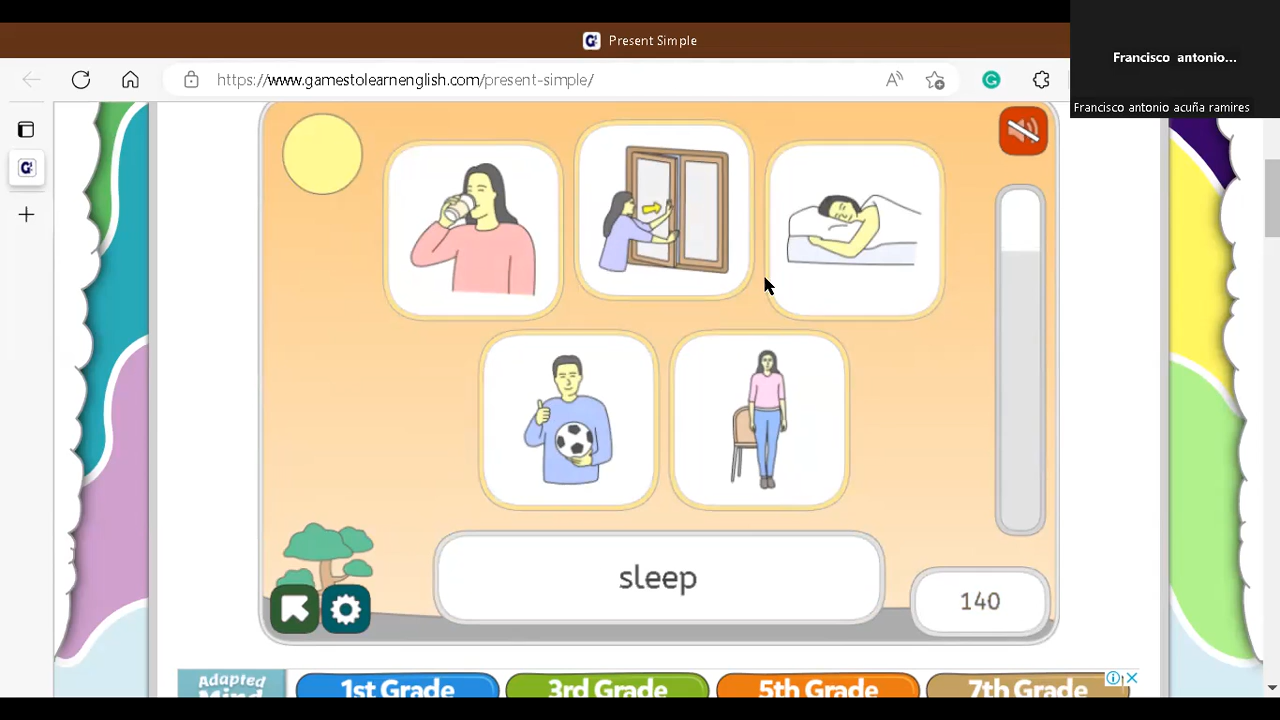 Present Simple
Francisco antonio...
https://www.gamestolearnenglish.com/present-simple/
Francisco antonio acuña ramires
sleep
140
Adapted
Mind
1st Grade
3rd Grade
5th Grade
7th Grade